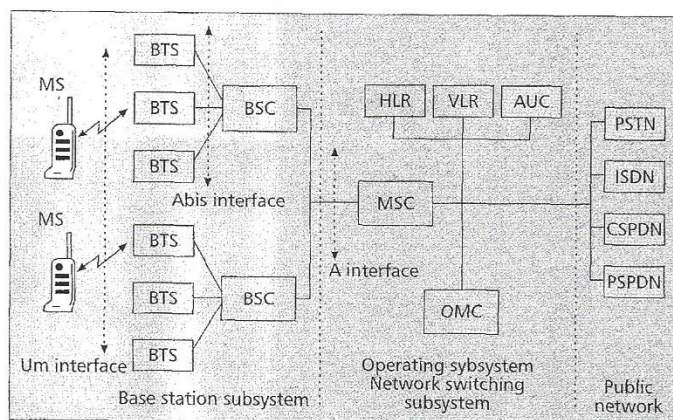 BTS
MS
HLR
VLR
AUC
BTS
BSC
PSTN
BTS
ISDN
Abis interface
MSC
MS
BTS
CSPDN
A interface
BTS
BSC
PSPDN
OMC
BTS
Um interface
Operating sybsystem
Network switching
subsystem
Base station subsystem
Public
network